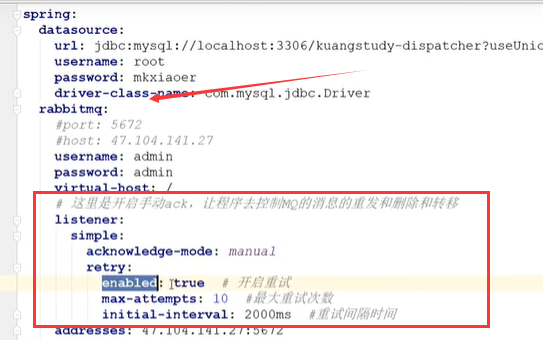 spring:
datasource:
url: jdbc:mysql://localhost:3306/kuangstudy-dispatcher?useUnic
username: root
password: mkxiaoer
driver-class-name: com.mysql.jdbc.Driver
rabbitmq:
#port: 5672
#host: 47.104.141.27
username: admin
password: admin
virtual-host: /
# 这里是开启手动ack，让程序去控制MQ的消息的重发和删除和转移
listener:
simple:
acknowledge-mode: manual
retry:
enabled: true # 开启重试
max-attempts: 10 #最大重试次数
initial-interval: 2000ms #重试间隔时间
addresses: 47.104.141.27:5672